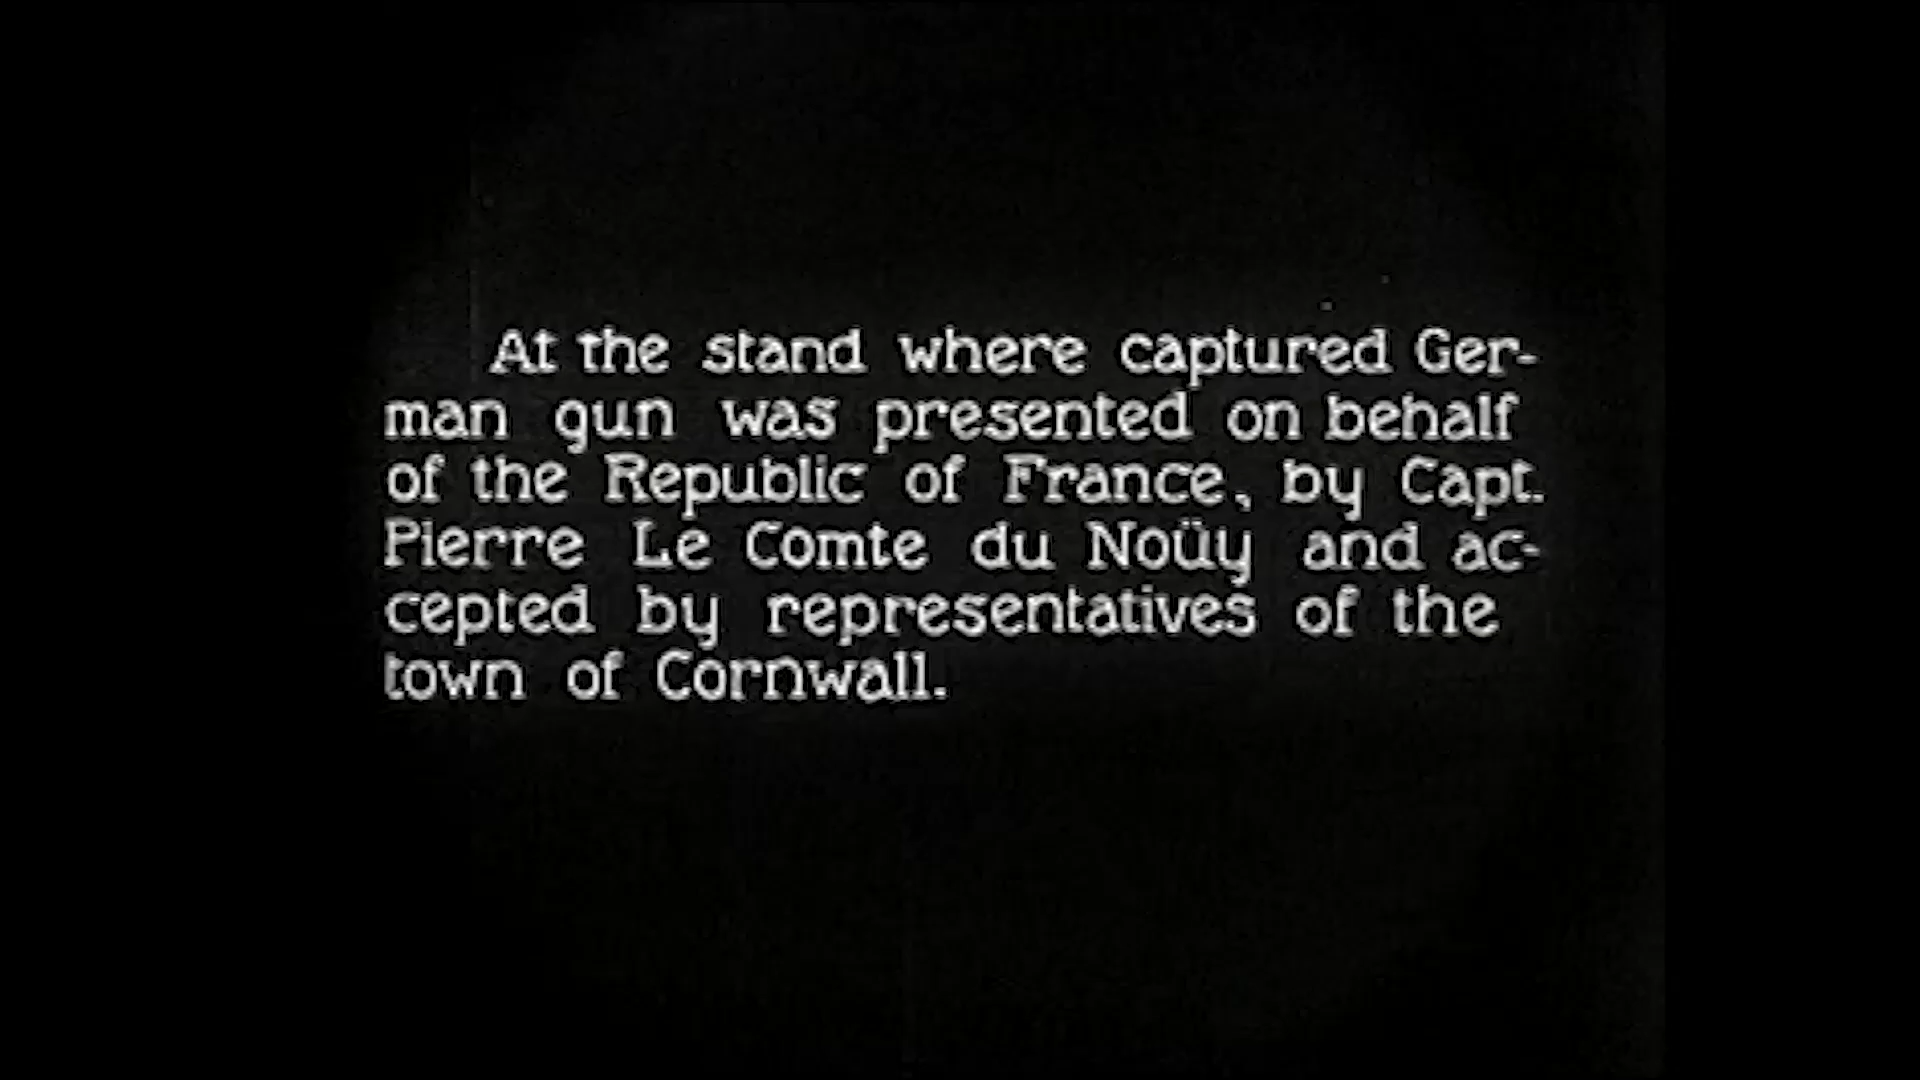 At the stand where captured Ger-
man gun was presented on behalf
of the Republic of France, by Capt.
Pierre Le Comte du Noüy and ac-
cepted by representatives of the
town of Cornwall.